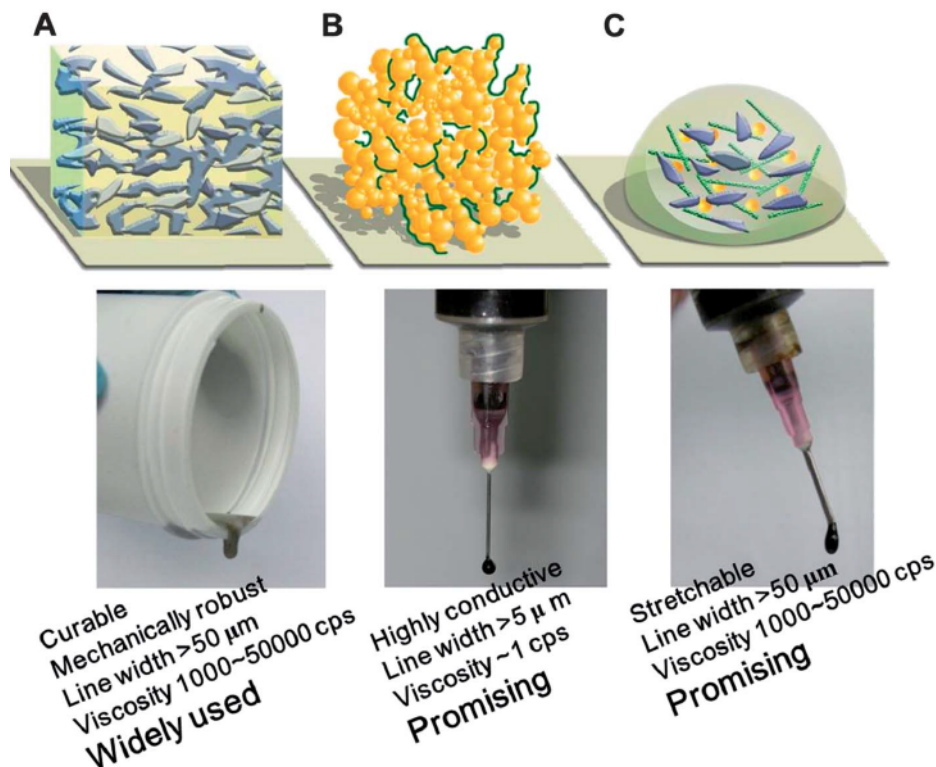 A
B
C
Curable
Mechanically robust
Line width >50 μm
Viscosity 1000~50000 cps
Widely used
Highly conductive
Line width >5 μ m
Viscosity ~1 cps
Promising
Stretchable
Line width >50 μm
Viscosity 1000~50000 cps
Promising